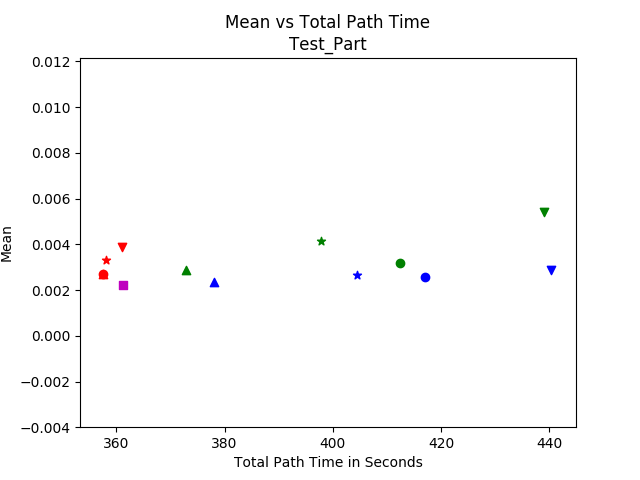 Mean vs Total Path Time
Test_Part
0.012
0.010
0.008
0.006
0.004
0.002
0.000
−0.002
−0.004
Mean
360 380 400 420 440
Total Path Time in Seconds